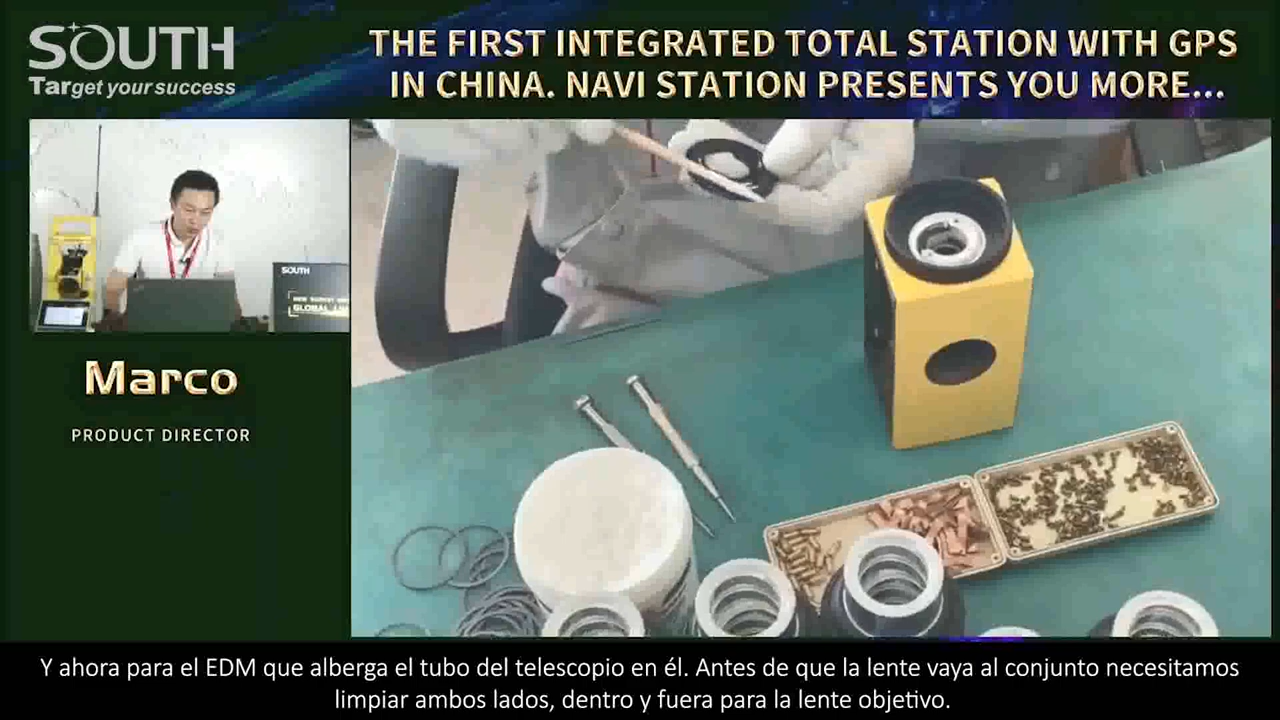 SOUTH
Target your success
THE FIRST INTEGRATED TOTAL STATION WITH GPS
IN CHINA. NAVI STATION PRESENTS YOU MORE...
SOUTH
Marco
PRODUCT DIRECTOR
Y ahora para el EDM que alberga el tubo del telescopio en él. Antes de que la lente vaya al conjunto necesitamos
limpiar ambos lados, dentro y fuera para la lente objetivo.